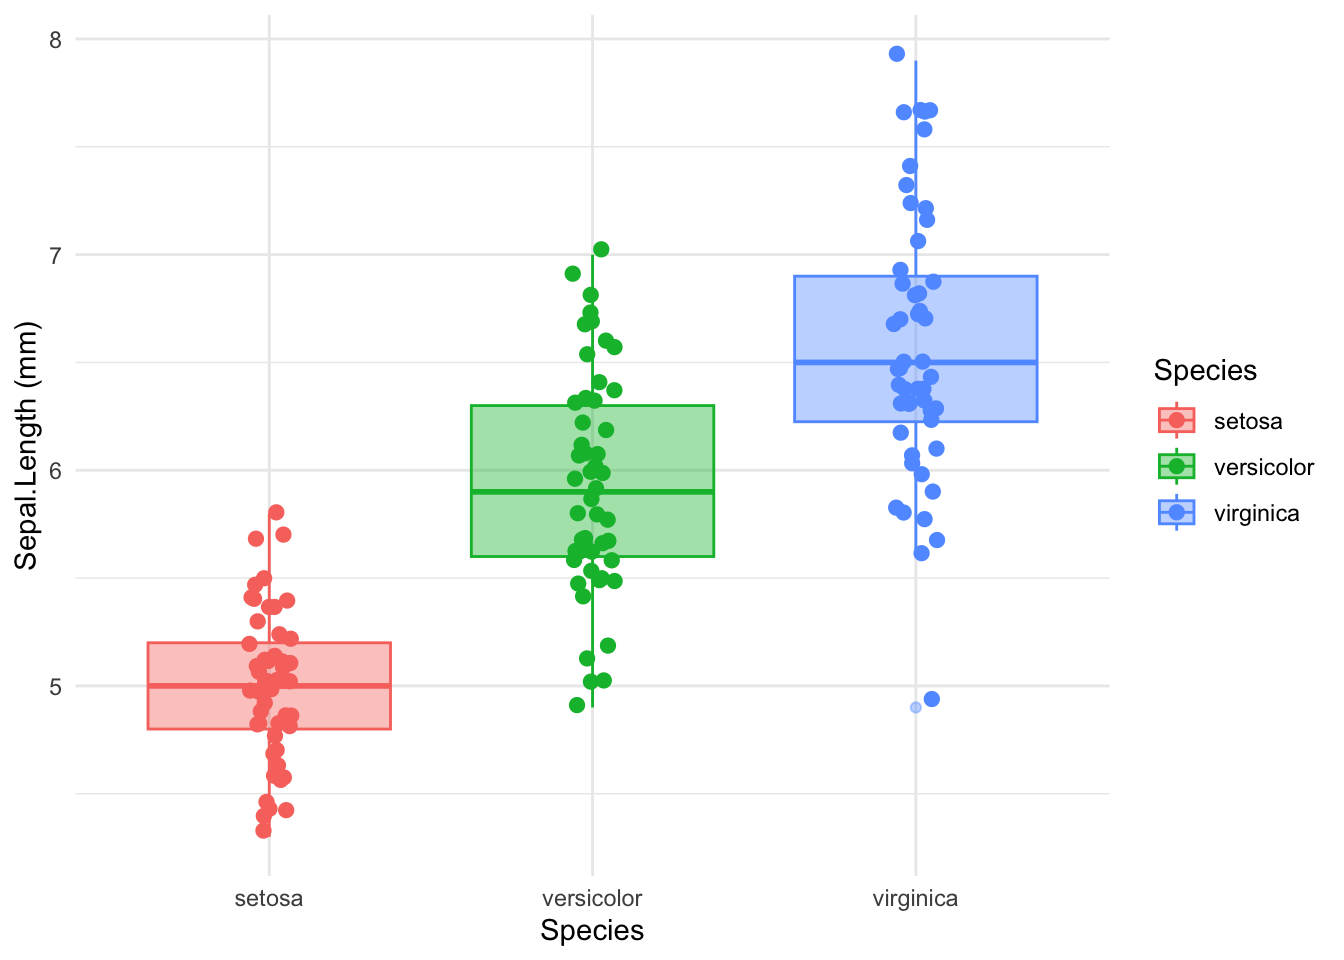 Sepal.Length (mm)
8
7
6
5
setosa
versicolor
virginica
Species
Species
setosa
versicolor
virginica